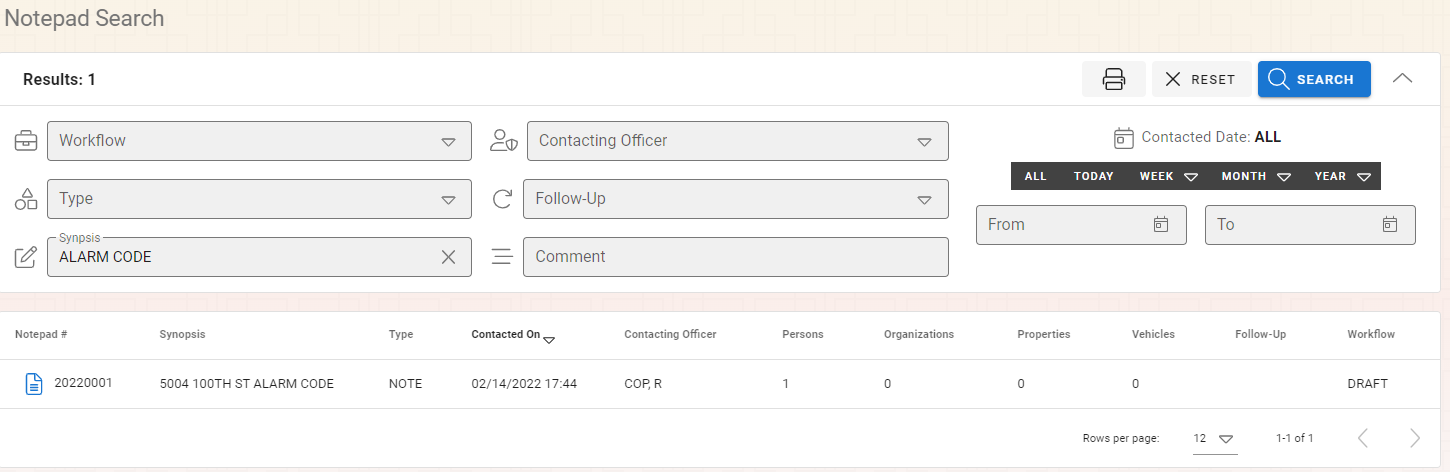 Notepad Search
Results: 1
RESET
SEARCH
Workflow
Contacting Officer
Contacted Date: ALL
ALL TODAY WEEK MONTH YEAR
Type
Follow-Up
From
To
Synpsis
ALARM CODE
Comment
Notepad # Synopsis Type Contacted On Contacting Officer Persons Organizations Properties Vehicles Follow-Up Workflow
20220001 5004 100TH ST ALARM CODE NOTE 02/14/2022 17:44 COP, R 1 0 0 0 DRAFT
Rows per page: 12 1-1 of 1